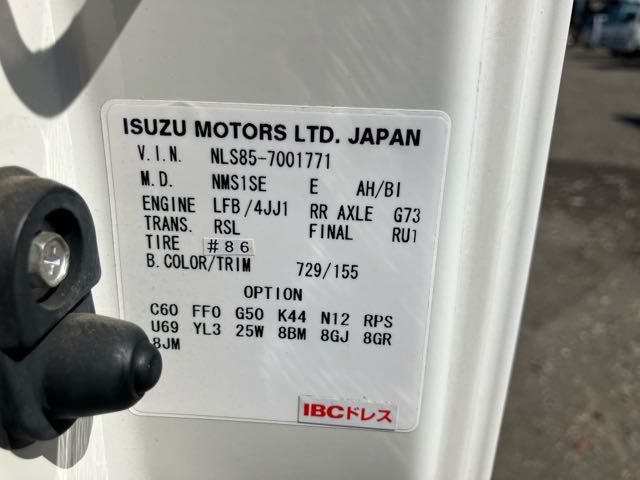 ISUZU MOTORS LTD. JAPAN
V.I.N. NLS85-7001771
M.D. NMS1SE E AH/BI
ENGINE LFB/4JJ1 RR AXLE G73
TRANS. RSL FINAL RU1
TIRE #86
B.COLOR/TRIM 729/155
OPTION
C60 FF0 G50 K44 N12 RPS
U69 YL3 25W 8BM 8GJ 8GR
8JM
IBCドレス